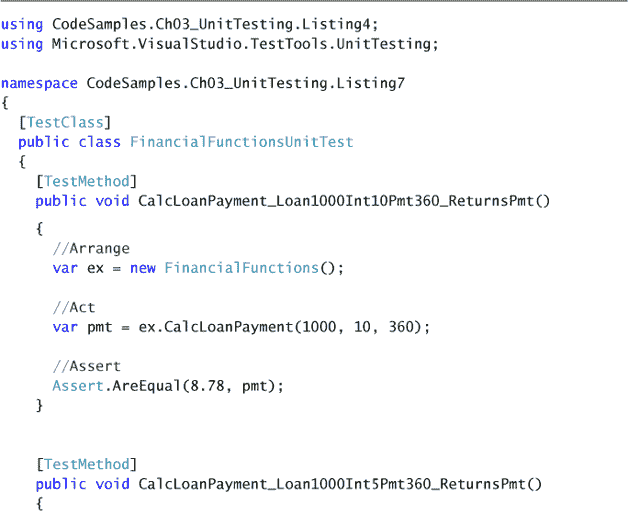 using CodeSamples.Ch03_UnitTesting.Listing4;
using Microsoft.VisualStudio.TestTools.UnitTesting;
namespace CodeSamples.Ch03_UnitTesting.Listing7
{
[TestClass]
public class FinancialFunctionsUnitTest
{
[TestMethod]
public void CalcLoanPayment_Loan1000Int10Pmt360_ReturnsPmt()
{
//Arrange
var ex = new FinancialFunctions();
//Act
var pmt = ex.CalcLoanPayment(1000, 10, 360);
//Assert
Assert.AreEqual(8.78, pmt);
}
[TestMethod]
public void CalcLoanPayment_Loan1000Int5Pmt360_ReturnsPmt()
{